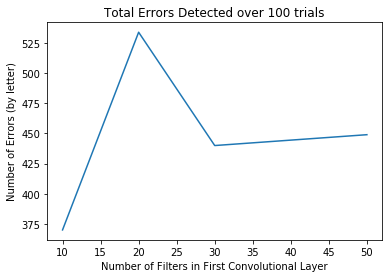 Total Errors Detected over 100 trials
Number of Errors (by letter)
525
500
475
450
425
400
375
10 15 20 25 30 35 40 45 50
Number of Filters in First Convolutional Layer